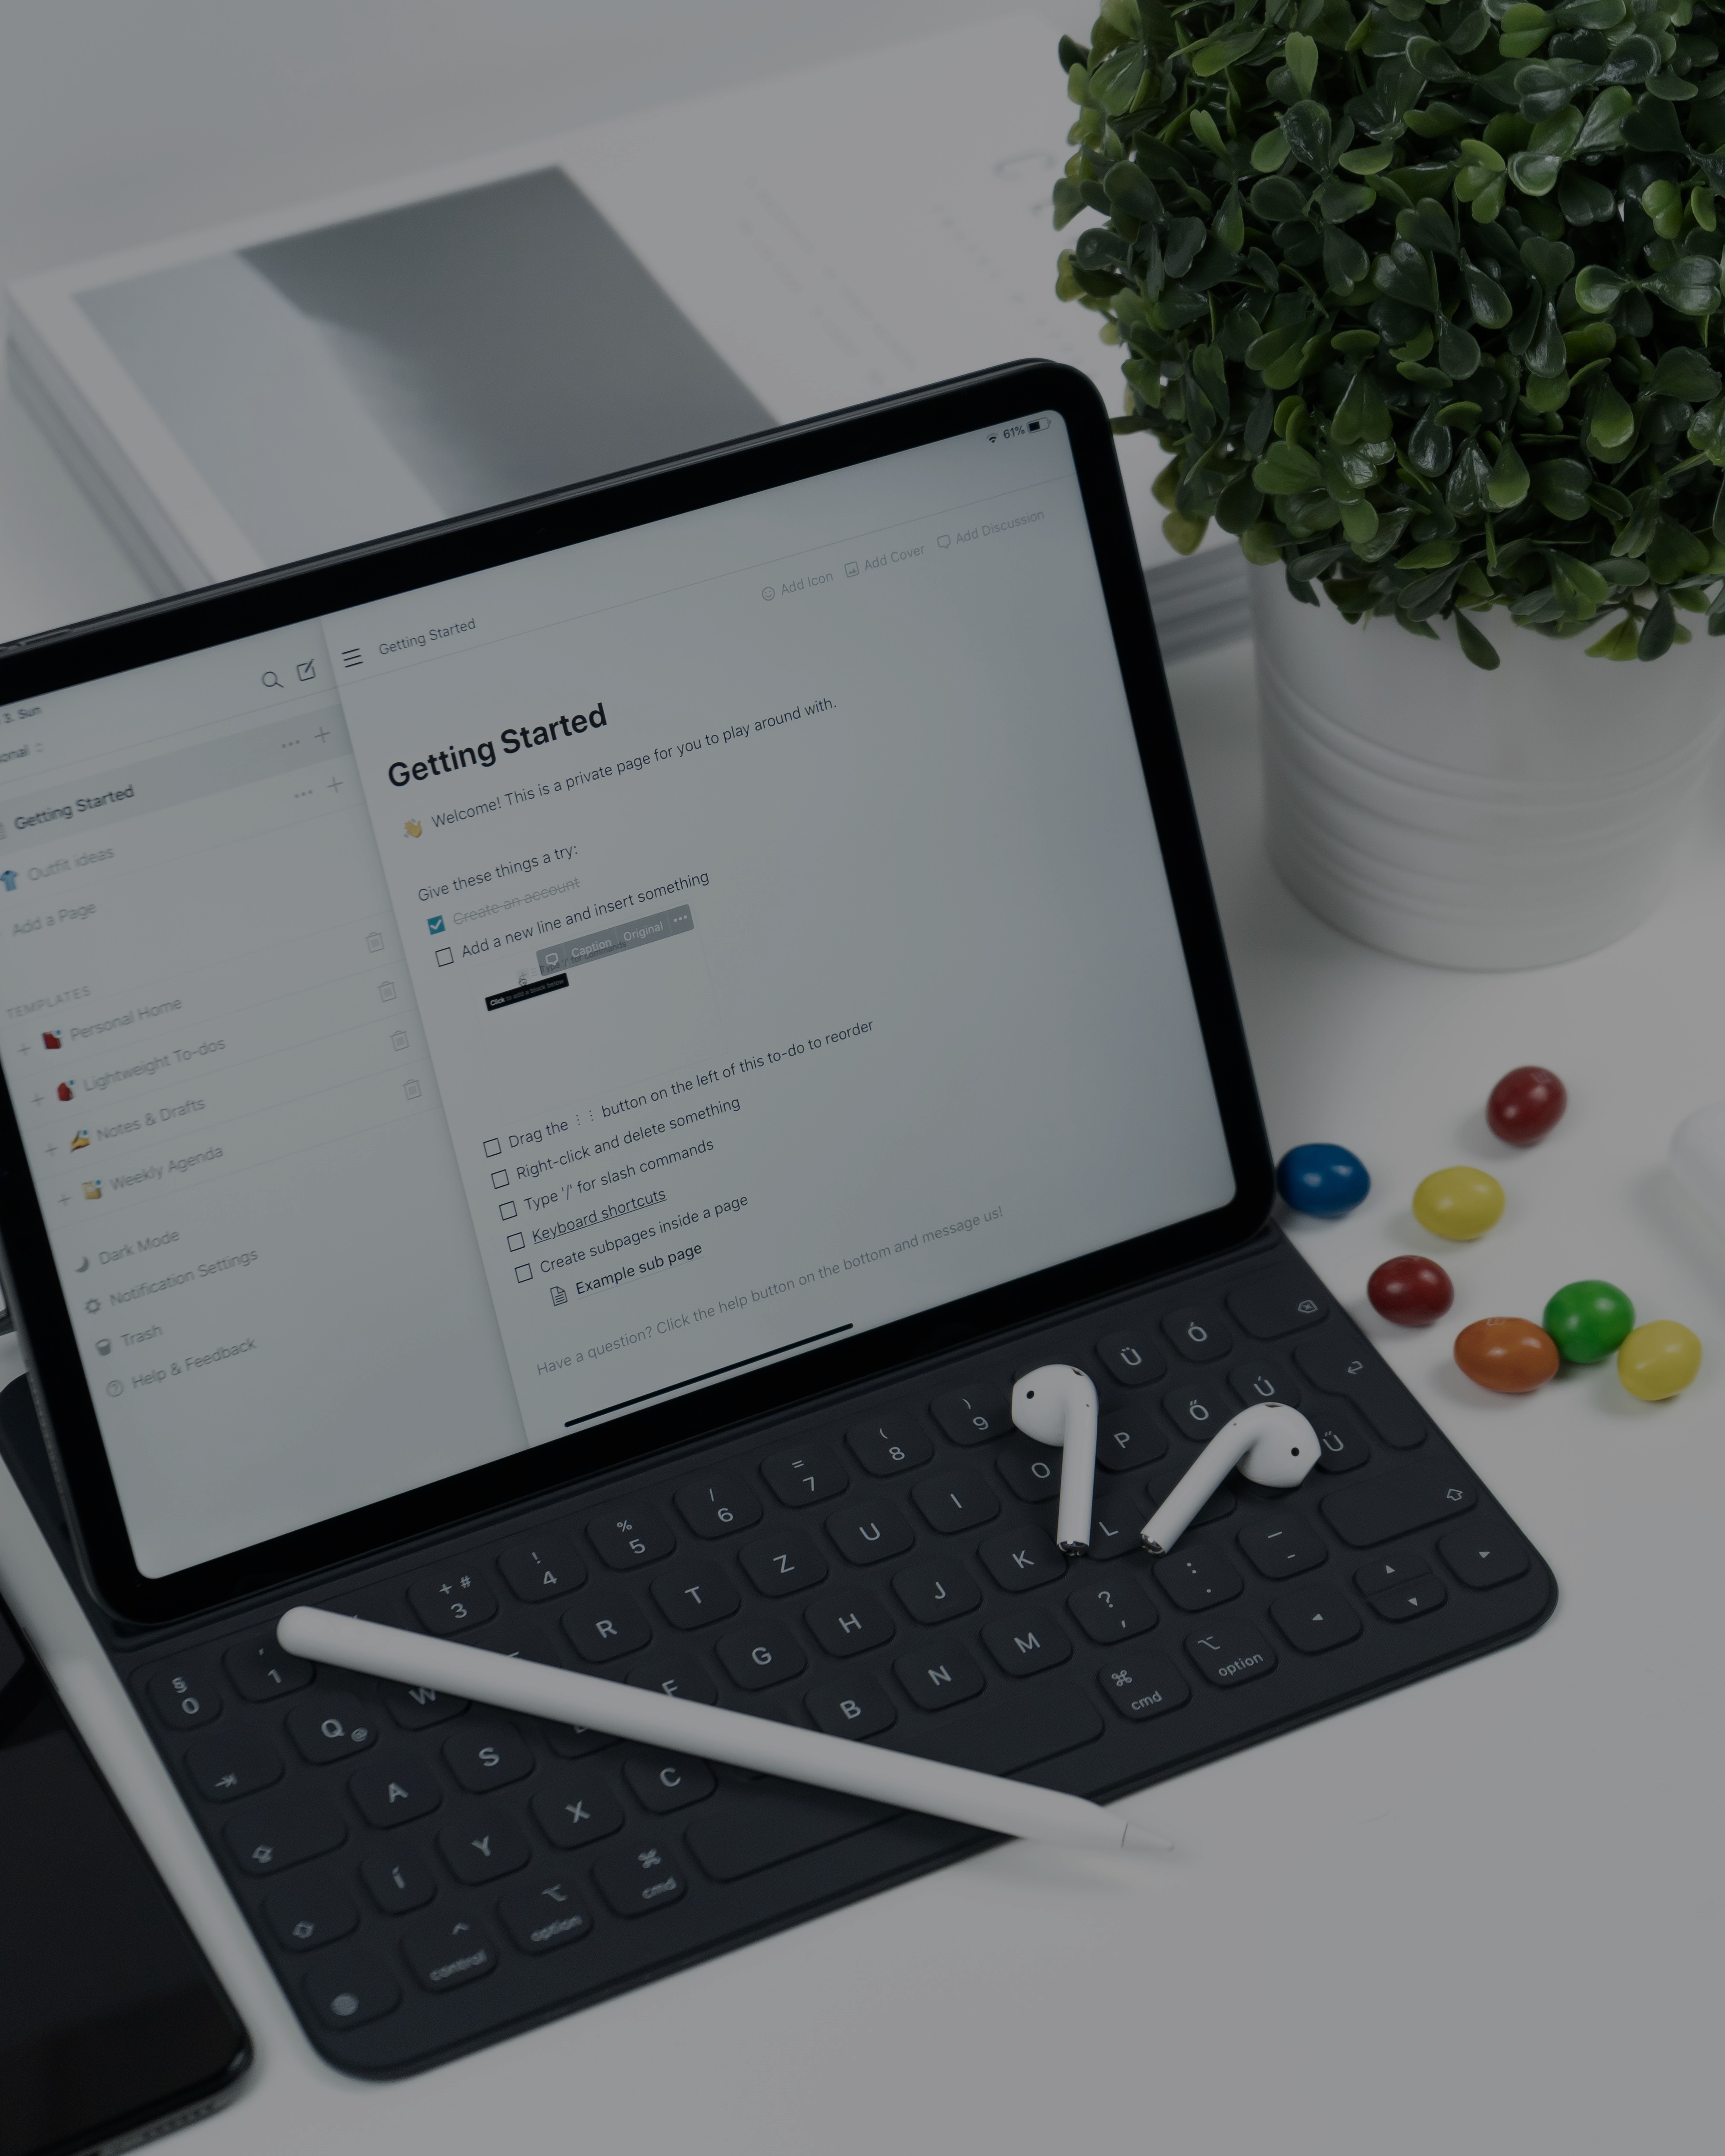 61%
3. Sun
Getting Started
Add Icon Add Cover Add Discussion
Getting Started
Outfit ideas
Add a Page
TEMPLATES
Personal Home
Lightweight To-dos
Notes & Drafts
Weekly Agenda
Dark Mode
Notification Settings
Trash
Help & Feedback
Getting Started
👋 Welcome! This is a private page for you to play around with.
Give these things a try:
Create an account
Add a new line and insert something
Caption Original •••
Click to add a block below
Drag the ⋮⋮ button on the left of this to-do to reorder
Right-click and delete something
Type '/' for slash commands
Keyboard shortcuts
Create subpages inside a page
Example sub page
Have a question? Click the help button on the bottom and message us!
§ 0 ' 1 + # 3 ! 4 % 5 / 6 = 7 ( 8 ) 9 Ü Ó
Q @ W R T Z U I O P Ő Ú
A S F G H J K L Ű
Í Y X C B N M ? , : . _ -
control option cmd cmd option